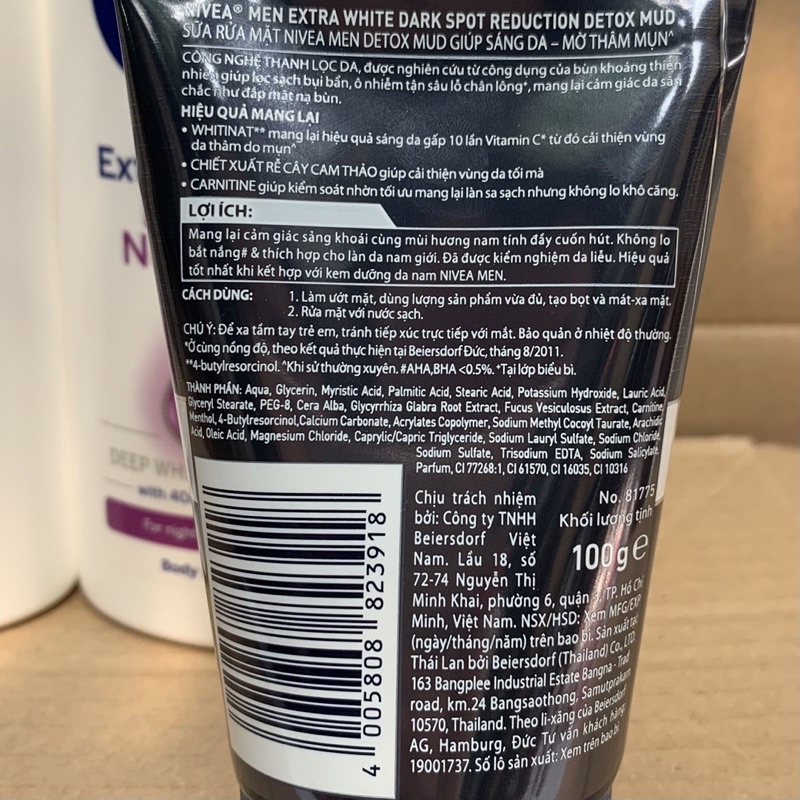 NIVEA® MEN EXTRA WHITE DARK SPOT REDUCTION DETOX MUD
SỮA RỬA MẶT NIVEA MEN DETOX MUD GIÚP SÁNG DA – MỜ THÂM MỤN^
CÔNG NGHỆ THANH LỌC DA, được nghiên cứu từ công dụng của bùn khoáng thiên
nhiên giúp lọc sạch bụi bẩn, ô nhiễm tận sâu lỗ chân lông⁺, mang lại cảm giác da săn
chắc như đắp mặt nạ bùn.
HIỆU QUẢ MANG LẠI
• WHITINAT** mang lại hiệu quả sáng da gấp 10 lần Vitamin C* từ đó cải thiện vùng
da thâm do mụn^
• CHIẾT XUẤT RỄ CÂY CAM THẢO giúp cải thiện vùng da tối mà
• CARNITINE giúp kiểm soát nhờn tối ưu mang lại làn sa sạch nhưng không lo khô căng.
LỢI ÍCH:
Mang lại cảm giác sảng khoái cùng mùi hương nam tính đầy cuốn hút. Không lo
bắt nắng# & thích hợp cho làn da nam giới. Đã được kiểm nghiệm da liễu. Hiệu quả
tốt nhất khi kết hợp với kem dưỡng da nam NIVEA MEN.
CÁCH DÙNG: 1. Làm ướt mặt, dùng lượng sản phẩm vừa đủ, tạo bọt và mát-xa mặt.
2. Rửa mặt với nước sạch.
CHÚ Ý: Để xa tầm tay trẻ em, tránh tiếp xúc trực tiếp với mắt. Bảo quản ở nhiệt độ thường.
*Ở cùng nồng độ, theo kết quả thực hiện tại Beiersdorf Đức, tháng 8/2011.
**4-butylresorcinol. ^Khi sử thường xuyên. #AHA,BHA <0.5%. ⁺Tại lớp biểu bì.
THÀNH PHẦN: Aqua, Glycerin, Myristic Acid, Palmitic Acid, Stearic Acid, Potassium Hydroxide, Lauric Acid,
Glyceryl Stearate, PEG-8, Cera Alba, Glycyrrhiza Glabra Root Extract, Fucus Vesiculosus Extract, Carnitine,
Menthol, 4-Butylresorcinol,Calcium Carbonate, Acrylates Copolymer, Sodium Methyl Cocoyl Taurate, Arachidic
Acid, Oleic Acid, Magnesium Chloride, Caprylic/Capric Triglyceride, Sodium Lauryl Sulfate, Sodium Chloride,
Sodium Sulfate, Trisodium EDTA, Sodium Salicylate,
Parfum, CI 77268:1, CI 61570, CI 16035, CI 10316
Chịu trách nhiệm
bởi: Công ty TNHH
Beiersdorf Việt
Nam. Lầu 18, số
72-74 Nguyễn Thị
Minh Khai, phường 6, quận 3, TP. Hồ Chí
Minh, Việt Nam. NSX/HSD: Xem MFG/EXP
(ngày/tháng/năm) trên bao bì. Sản xuất tại:
Thái Lan bởi Beiersdorf (Thailand) Co., LTD.
163 Bangplee Industrial Estate Bangna - Trad
road, km.24 Bangsaothong, Samutprakarn
10570, Thailand. Theo li-xăng của Beiersdorf
AG, Hamburg, Đức Tư vấn khách hàng:
19001737. Số lô sản xuất: Xem trên bao bì.
No. 81775
Khối lượng tịnh
100g e
4 005808 823918
Ex
N
DEEP WH
with 40
For nigh
Body